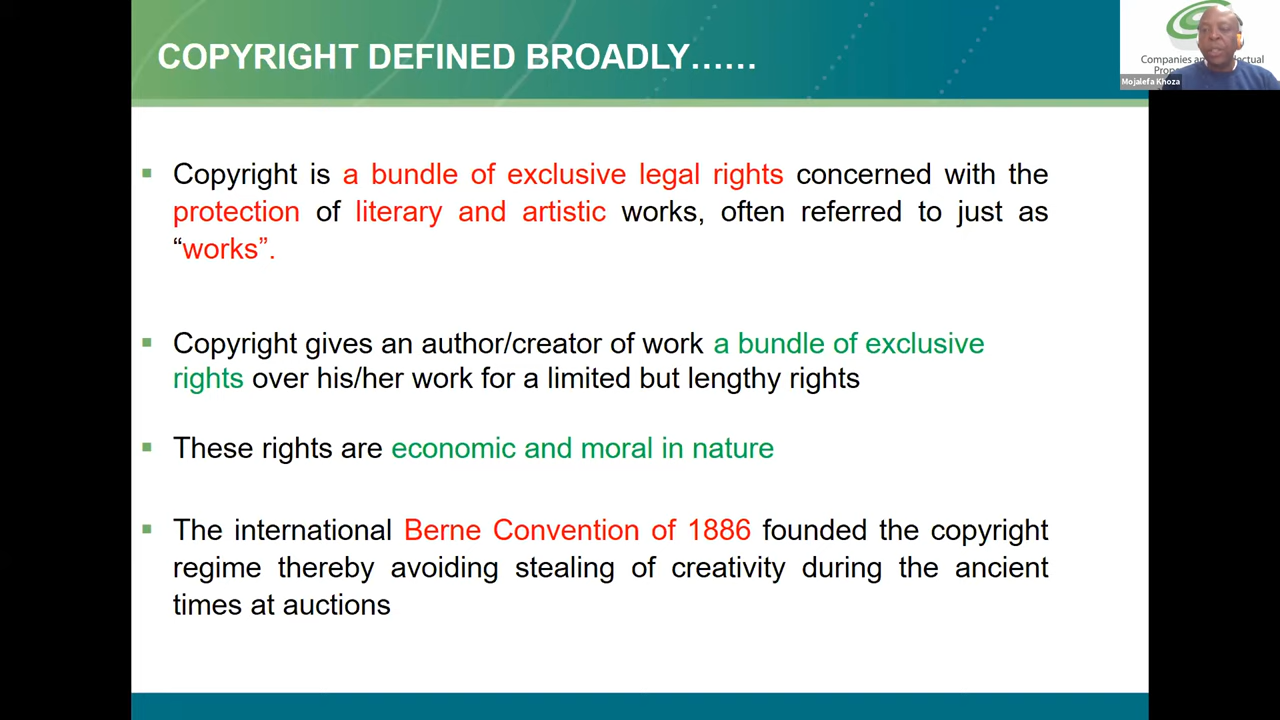 COPYRIGHT DEFINED BROADLY......
Companies an
ellectual
Prop
Mojalefa Khoza
▪ Copyright is a bundle of exclusive legal rights concerned with the
protection of literary and artistic works, often referred to just as
“works”.
▪ Copyright gives an author/creator of work a bundle of exclusive
rights over his/her work for a limited but lengthy rights
▪ These rights are economic and moral in nature
▪ The international Berne Convention of 1886 founded the copyright
regime thereby avoiding stealing of creativity during the ancient
times at auctions